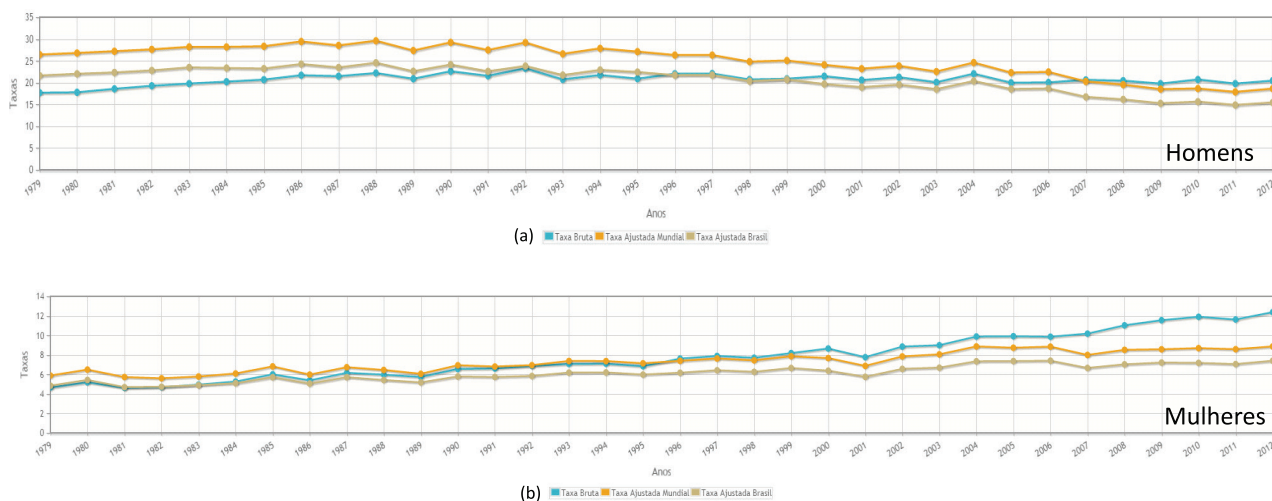 35
30
25
20
15
10
5
0
Taxas
Homens
1979 1980 1981 1982 1983 1984 1985 1986 1987 1988 1989 1990 1991 1992 1993 1994 1995 1996 1997 1998 1999 2000 2001 2002 2003 2004 2005 2006 2007 2008 2009 2010 2011 2012
Anos
(a) Taxa Bruta Taxa Ajustada Mundial Taxa Ajustada Brasil
14
12
10
8
6
4
2
0
Taxas
Mulheres
1979 1980 1981 1982 1983 1984 1985 1986 1987 1988 1989 1990 1991 1992 1993 1994 1995 1996 1997 1998 1999 2000 2001 2002 2003 2004 2005 2006 2007 2008 2009 2010 2011 2012
Anos
(b) Taxa Bruta Taxa Ajustada Mundial Taxa Ajustada Brasil